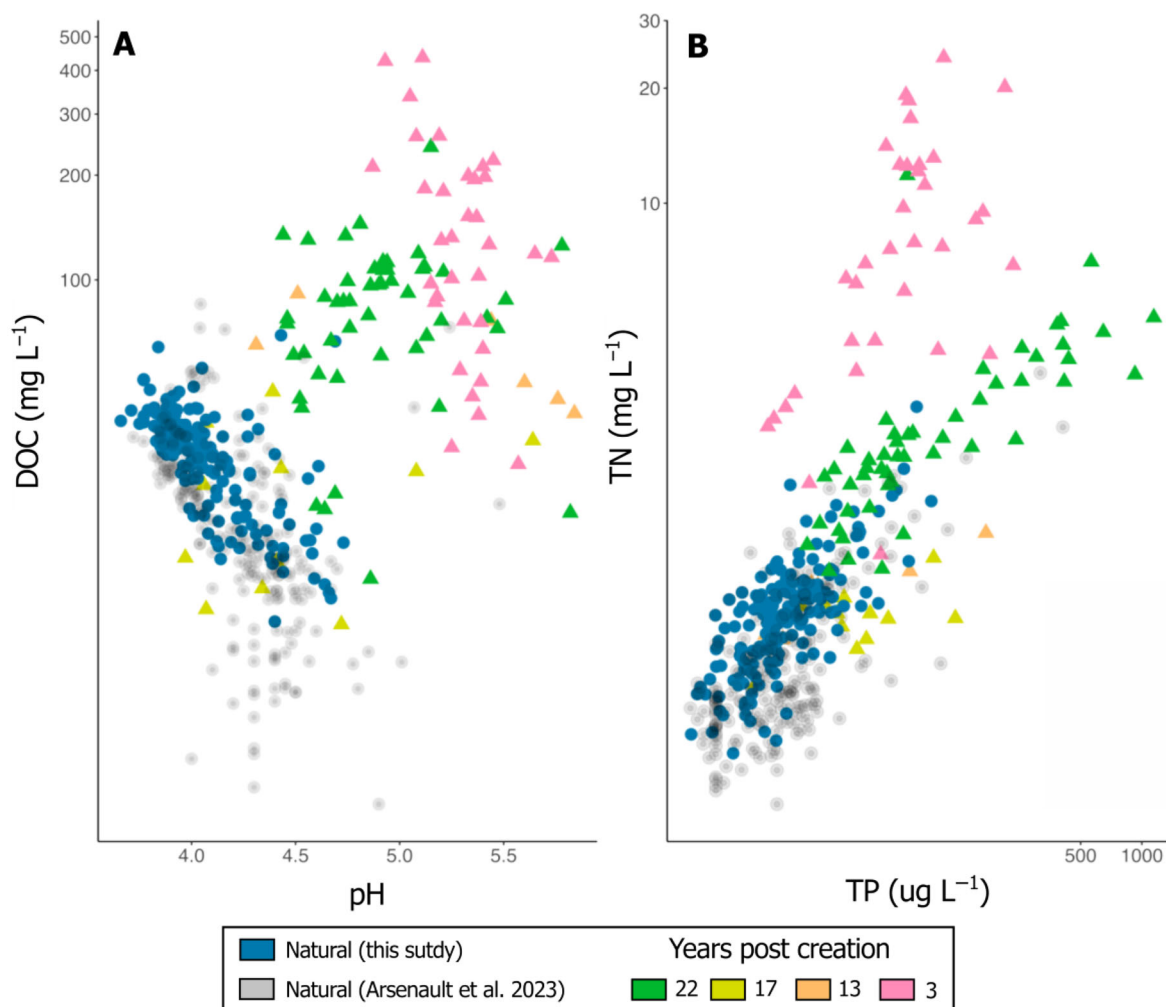 A
B
500
400
300
200
100
DOC (mg L⁻¹)
4.0
4.5
5.0
5.5
pH
30
20
10
TN (mg L⁻¹)
500
1000
TP (ug L⁻¹)
Natural (this sutdy)
Natural (Arsenault et al. 2023)
Years post creation
22
17
13
3